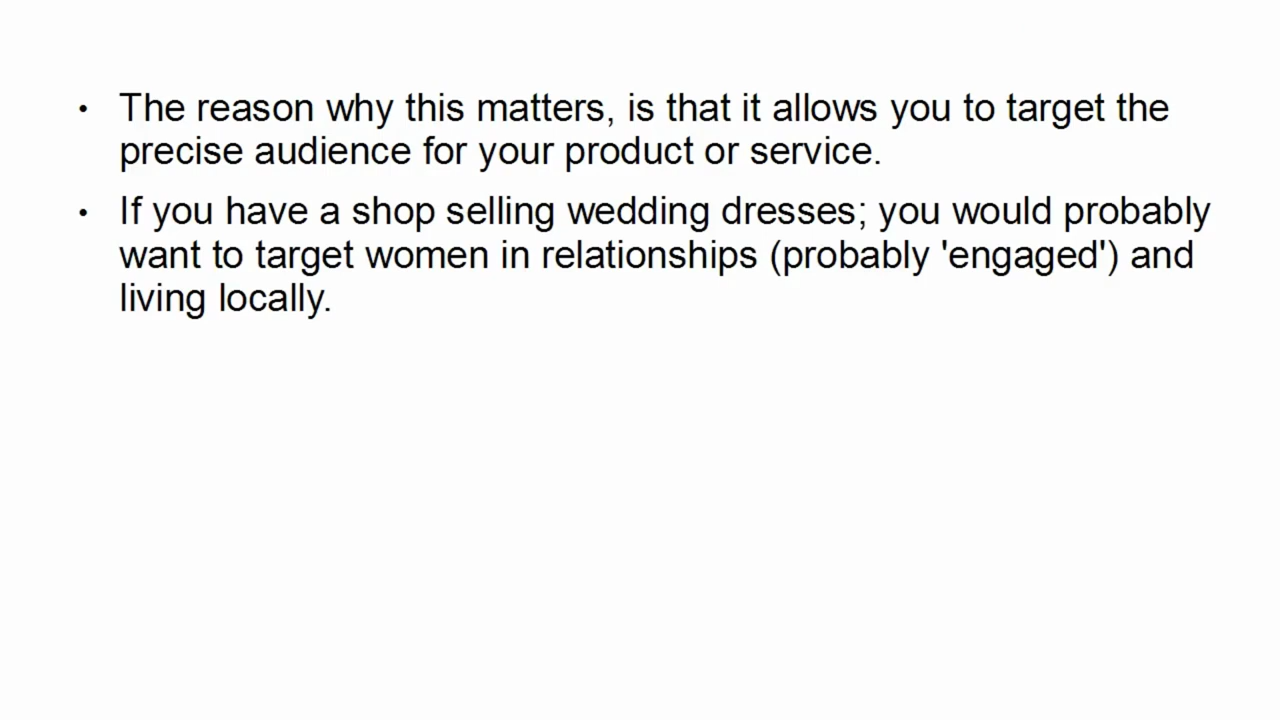 • The reason why this matters, is that it allows you to target the
precise audience for your product or service.
• If you have a shop selling wedding dresses; you would probably
want to target women in relationships (probably 'engaged') and
living locally.